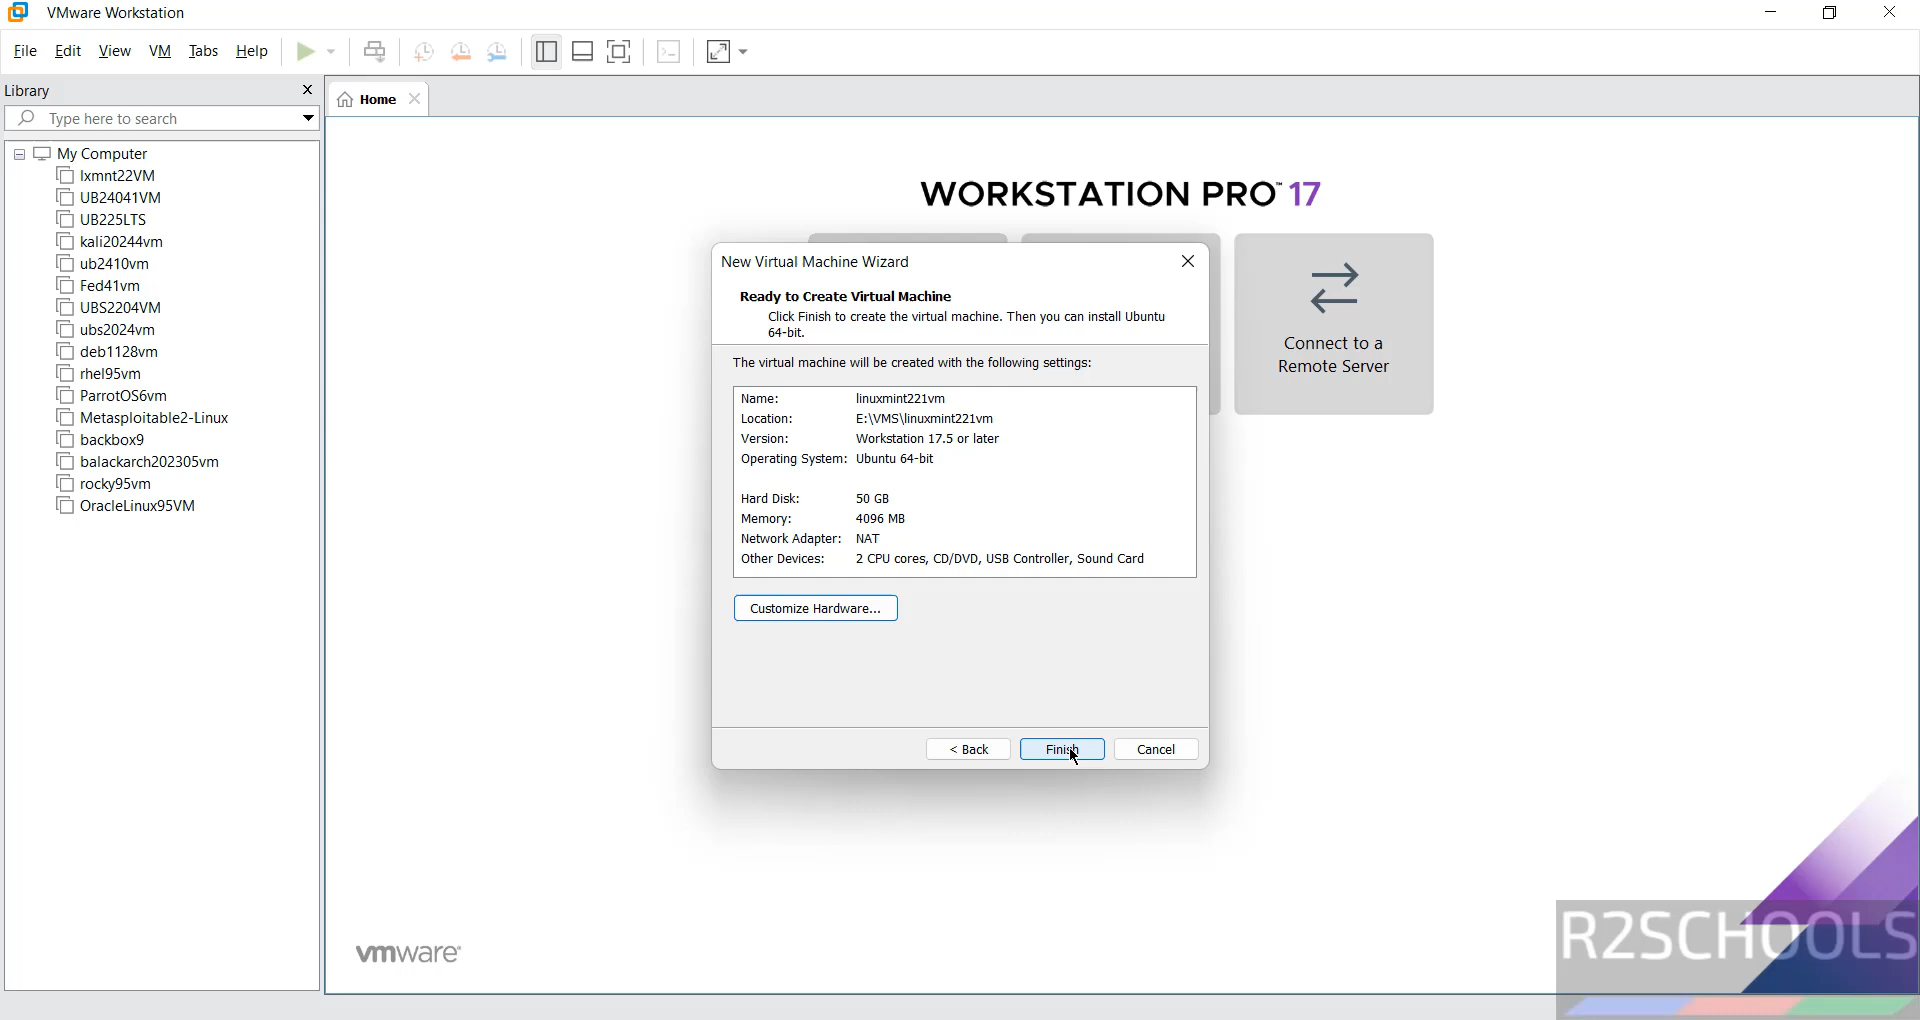 VMware Workstation
File Edit View VM Tabs Help
Library
Home
Type here to search
My Computer
lxmnt22VM
UB24041VM
UB225LTS
kali20244vm
ub2410vm
Fed41vm
UBS2204VM
ubs2024vm
deb1128vm
rhel95vm
ParrotOS6vm
Metasploitable2-Linux
backbox9
balackarch202305vm
rocky95vm
OracleLinux95VM
WORKSTATION PRO™ 17
Connect to a
Remote Server
New Virtual Machine Wizard
Ready to Create Virtual Machine
Click Finish to create the virtual machine. Then you can install Ubuntu
64-bit.
The virtual machine will be created with the following settings:
Name: linuxmint221vm
Location: E:\VMS\linuxmint221vm
Version: Workstation 17.5 or later
Operating System: Ubuntu 64-bit
Hard Disk: 50 GB
Memory: 4096 MB
Network Adapter: NAT
Other Devices: 2 CPU cores, CD/DVD, USB Controller, Sound Card
Customize Hardware...
< Back Finish Cancel
vmware®
R2SCHOOLS